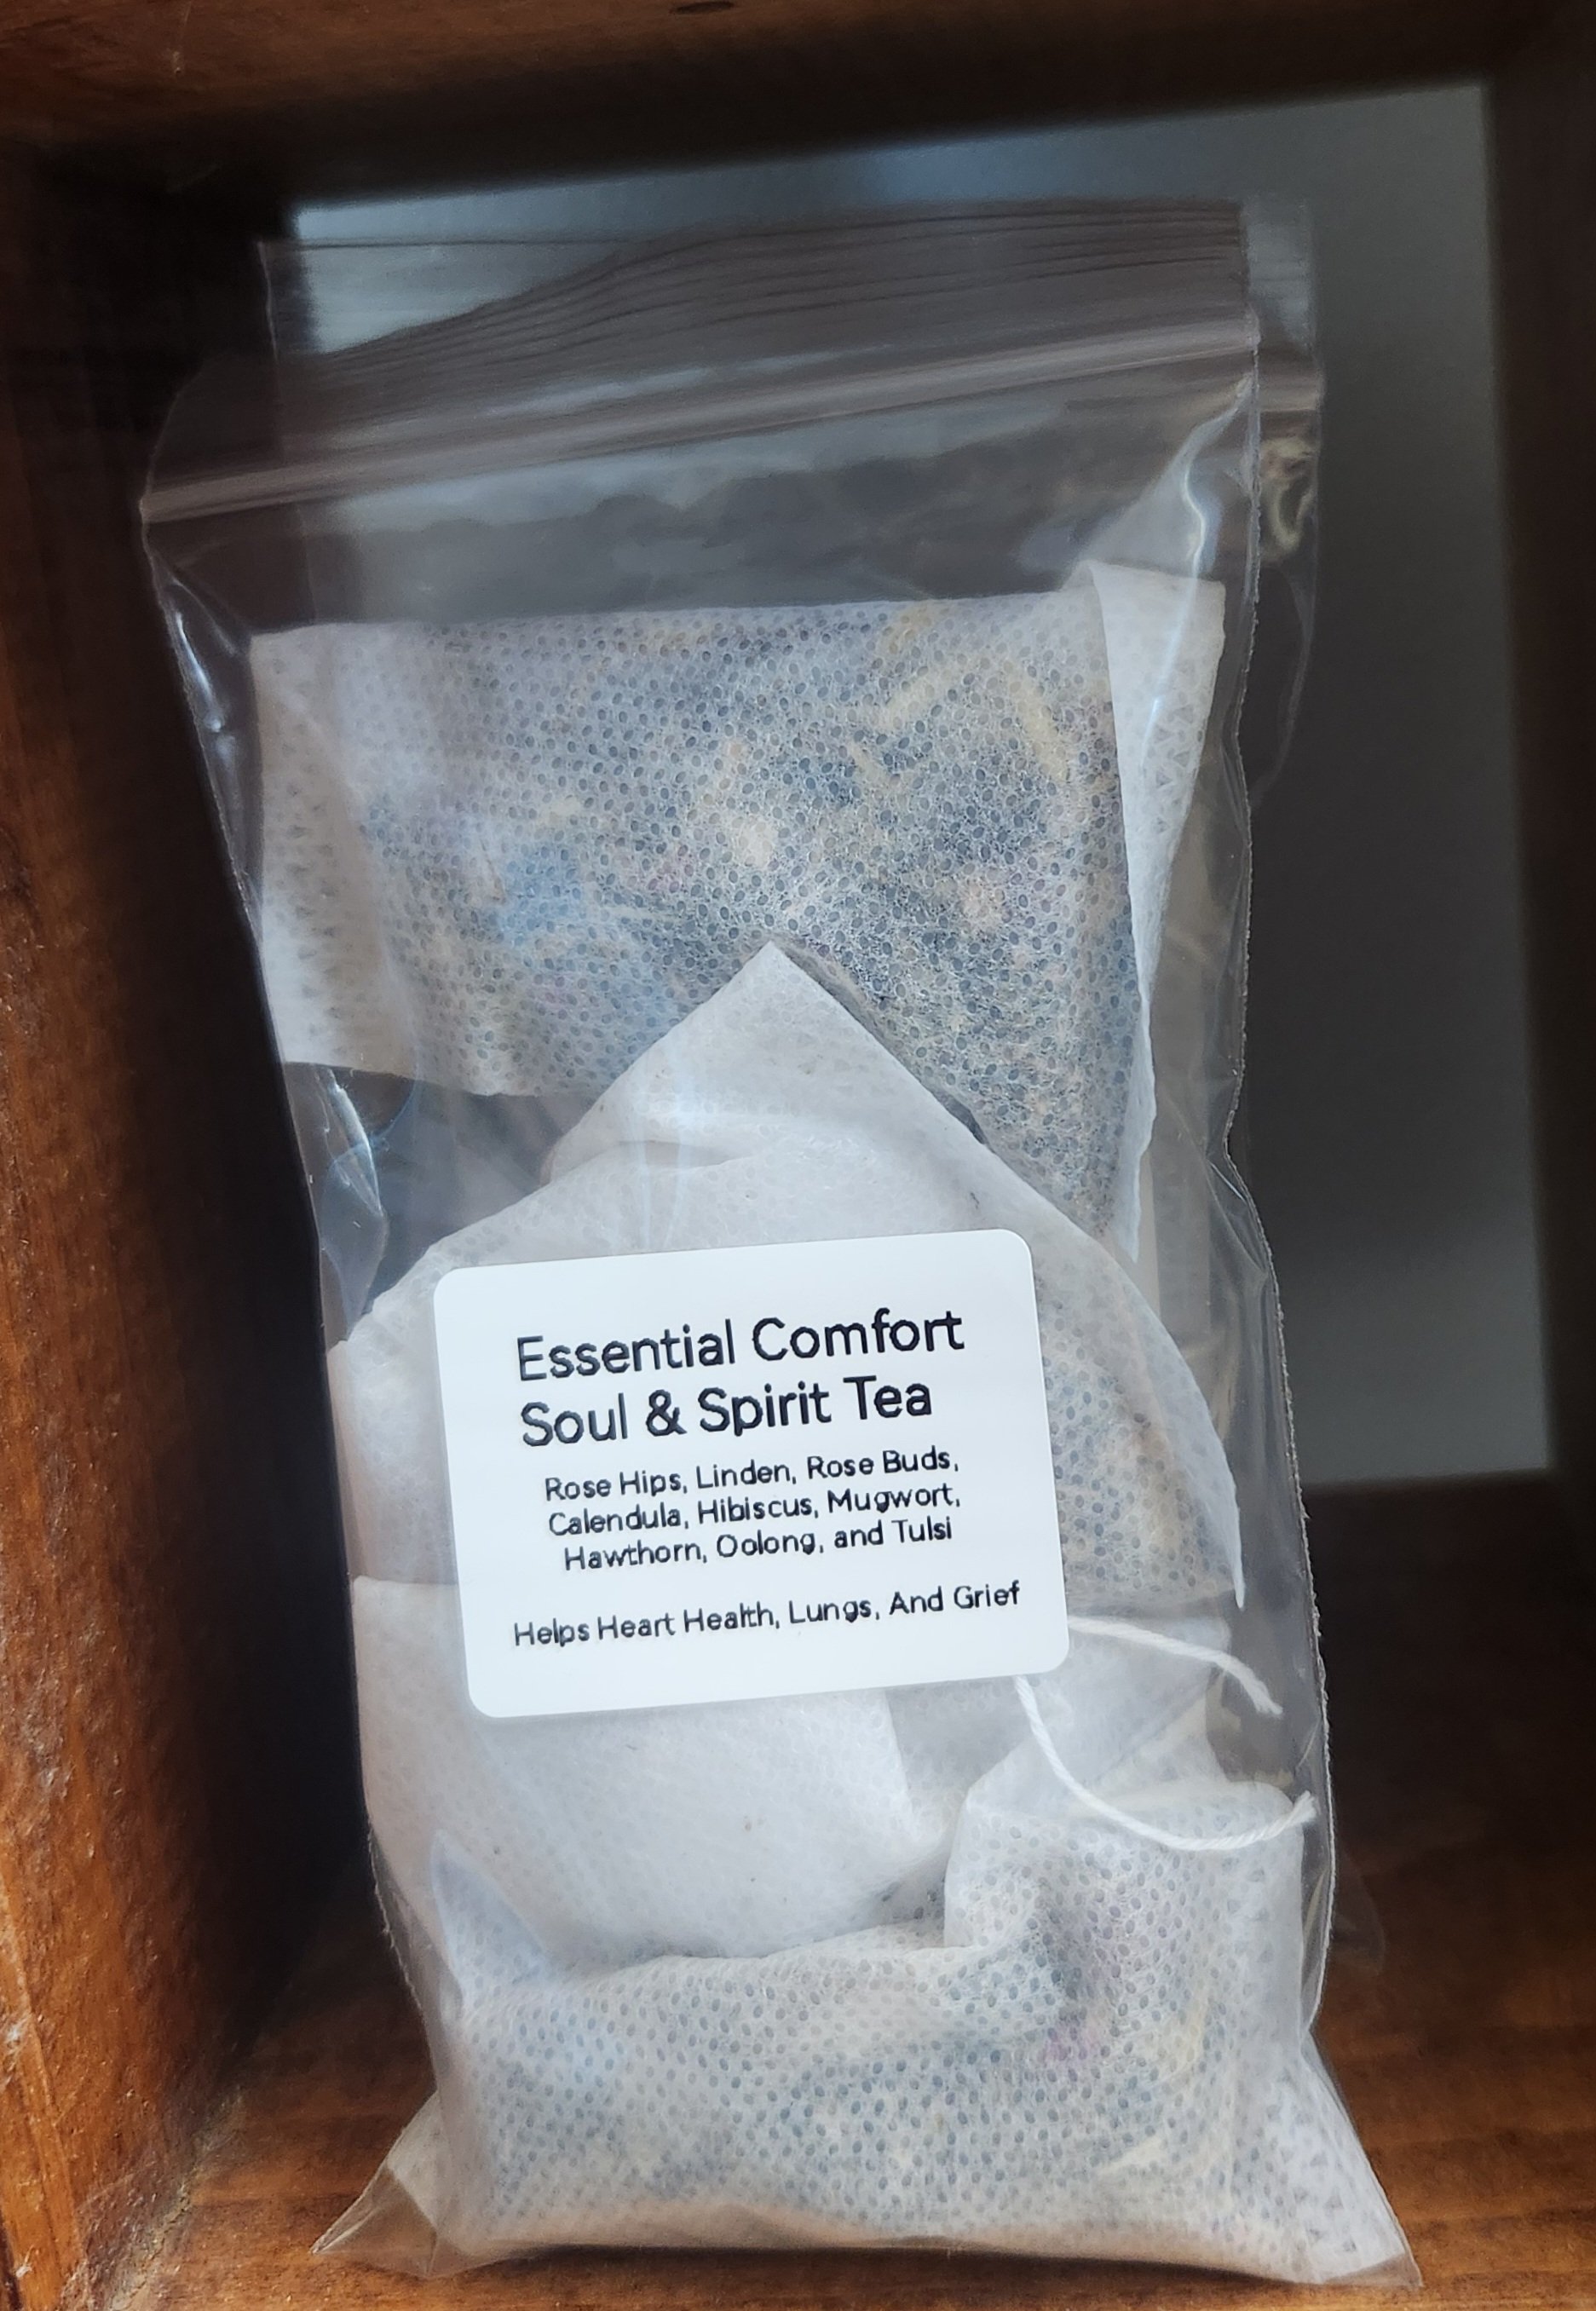 Essential Comfort
Soul & Spirit Tea
Rose Hips, Linden, Rose Buds,
Calendula, Hibiscus, Mugwort,
Hawthorn, Oolong, and Tulsi
Helps Heart Health, Lungs, And Grief